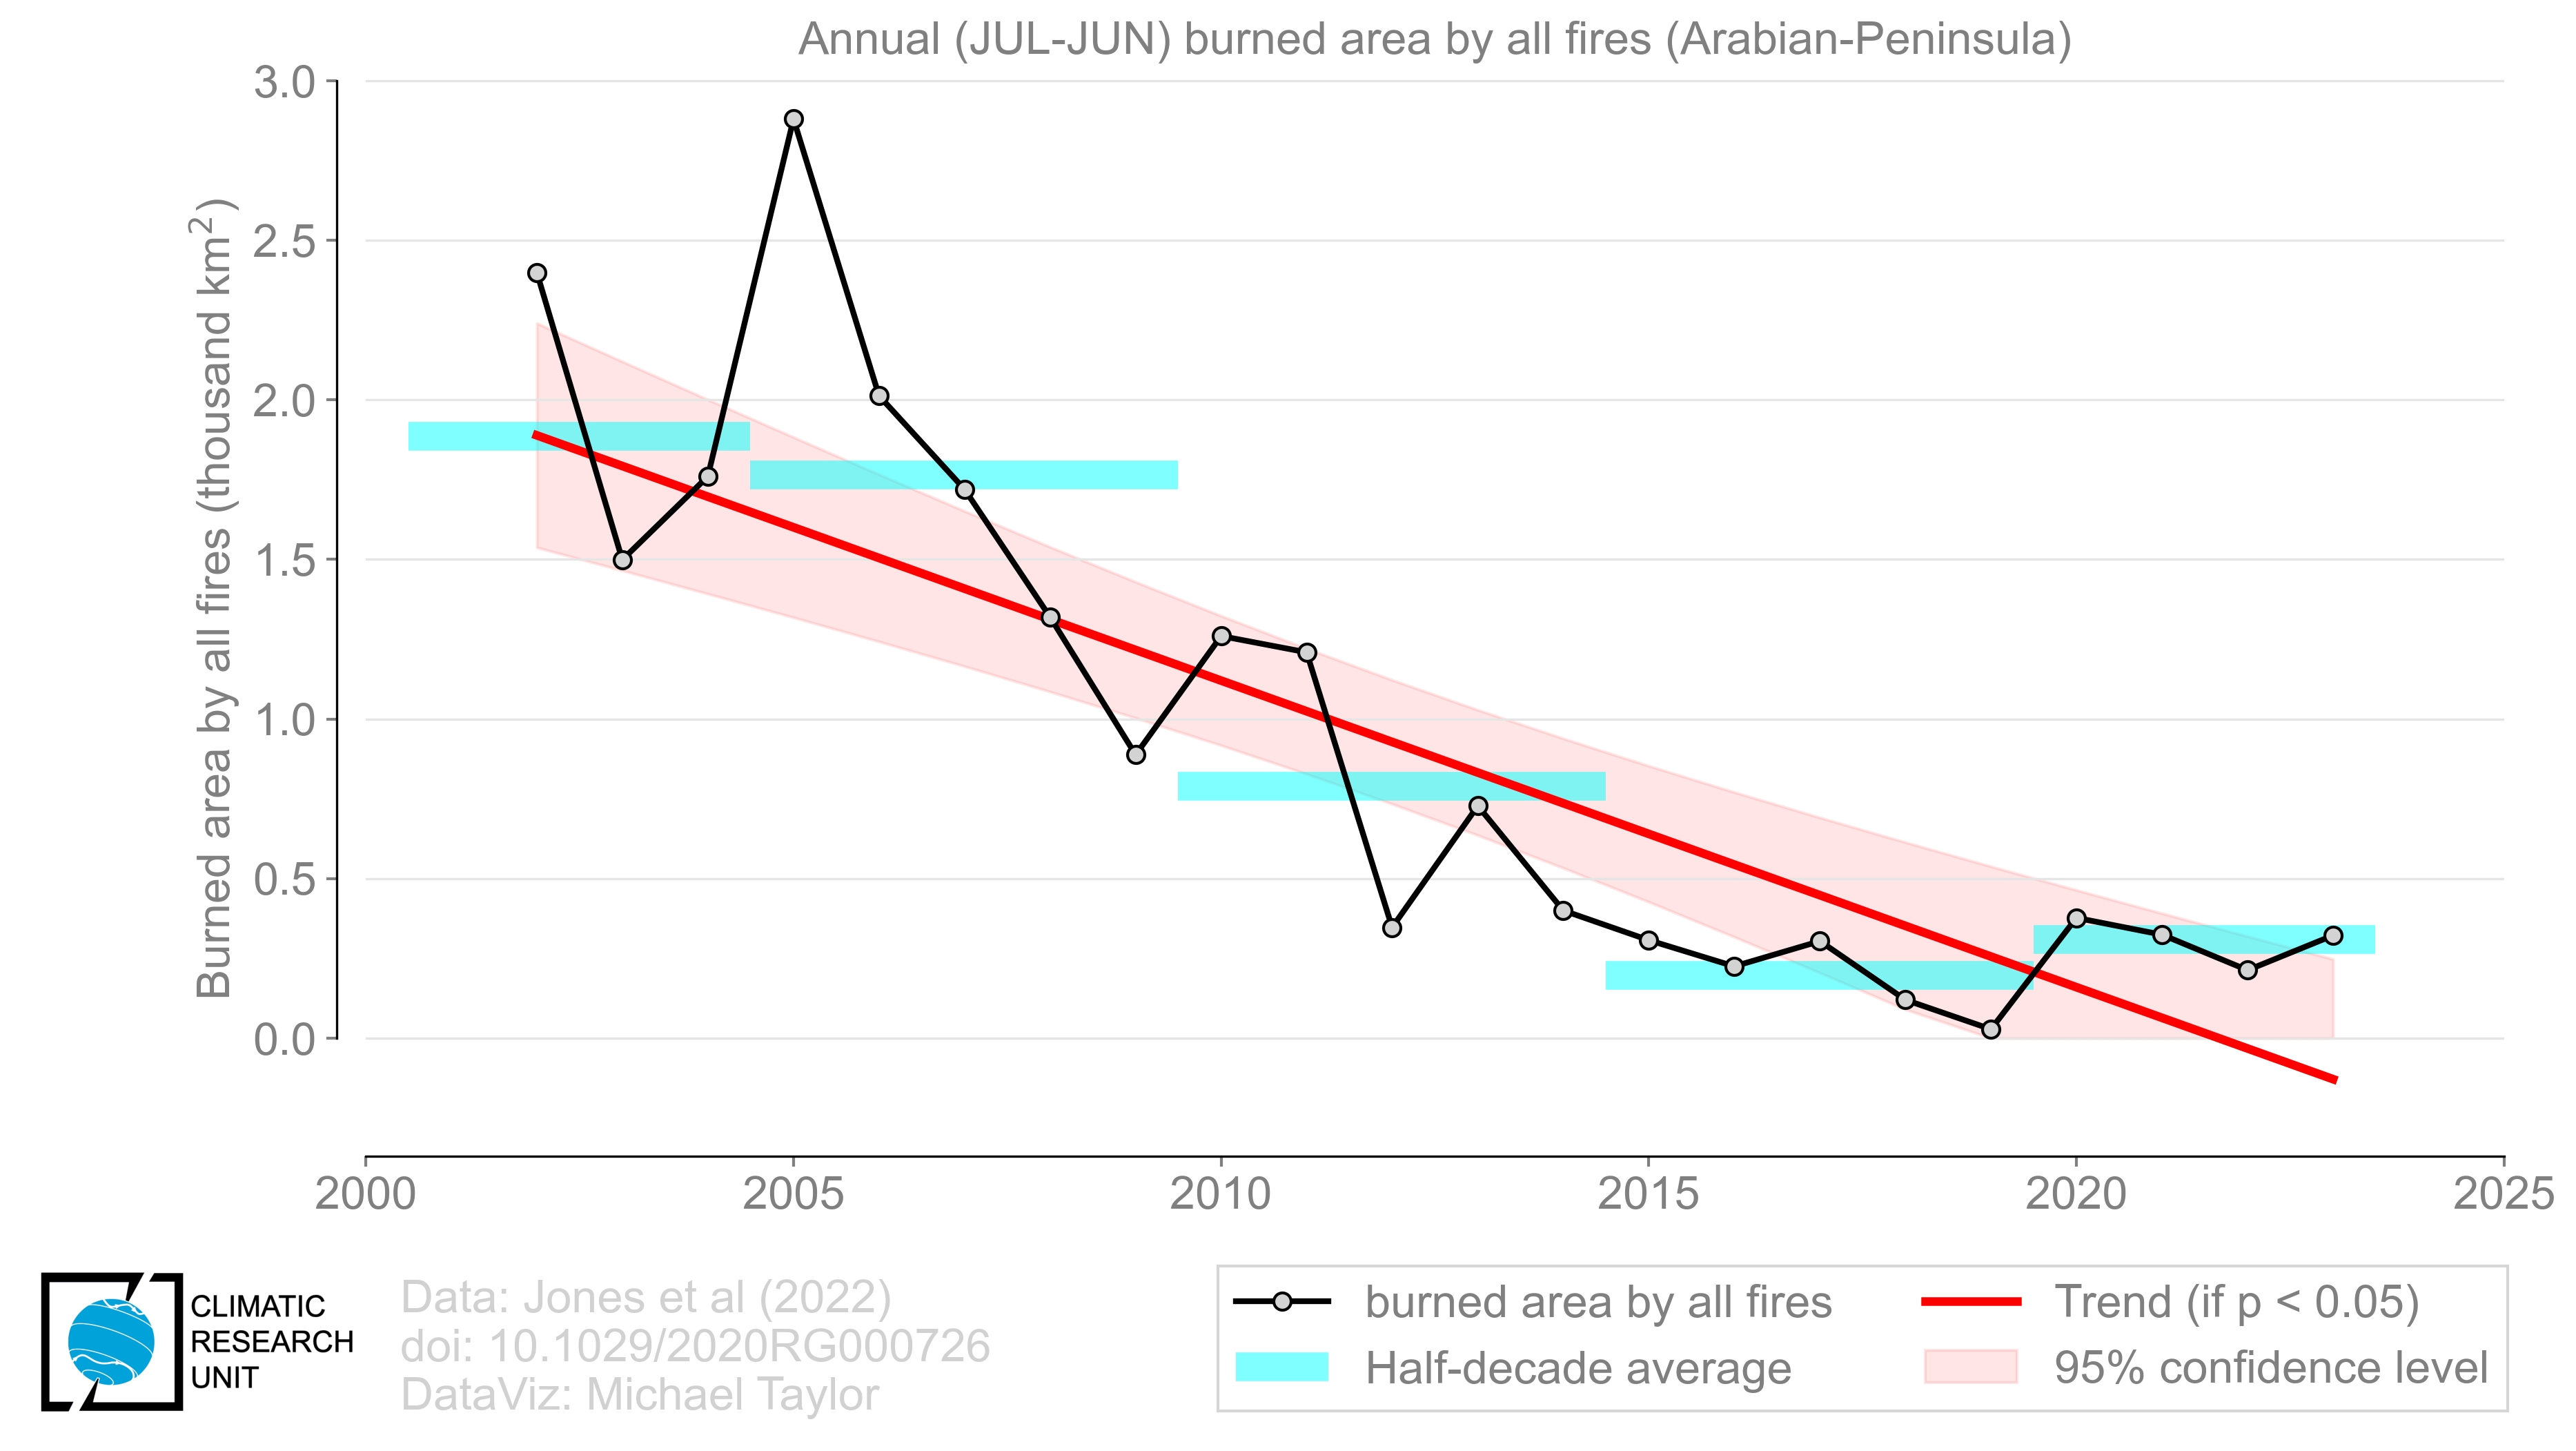 Annual (JUL-JUN) burned area by all fires (Arabian-Peninsula)
Burned area by all fires (thousand km²)
3.0
2.5
2.0
1.5
1.0
0.5
0.0
2000 2005 2010 2015 2020 2025
CLIMATIC
RESEARCH
UNIT
Data: Jones et al (2022)
doi: 10.1029/2020RG000726
DataViz: Michael Taylor
burned area by all fires
Half-decade average
Trend (if p < 0.05)
95% confidence level